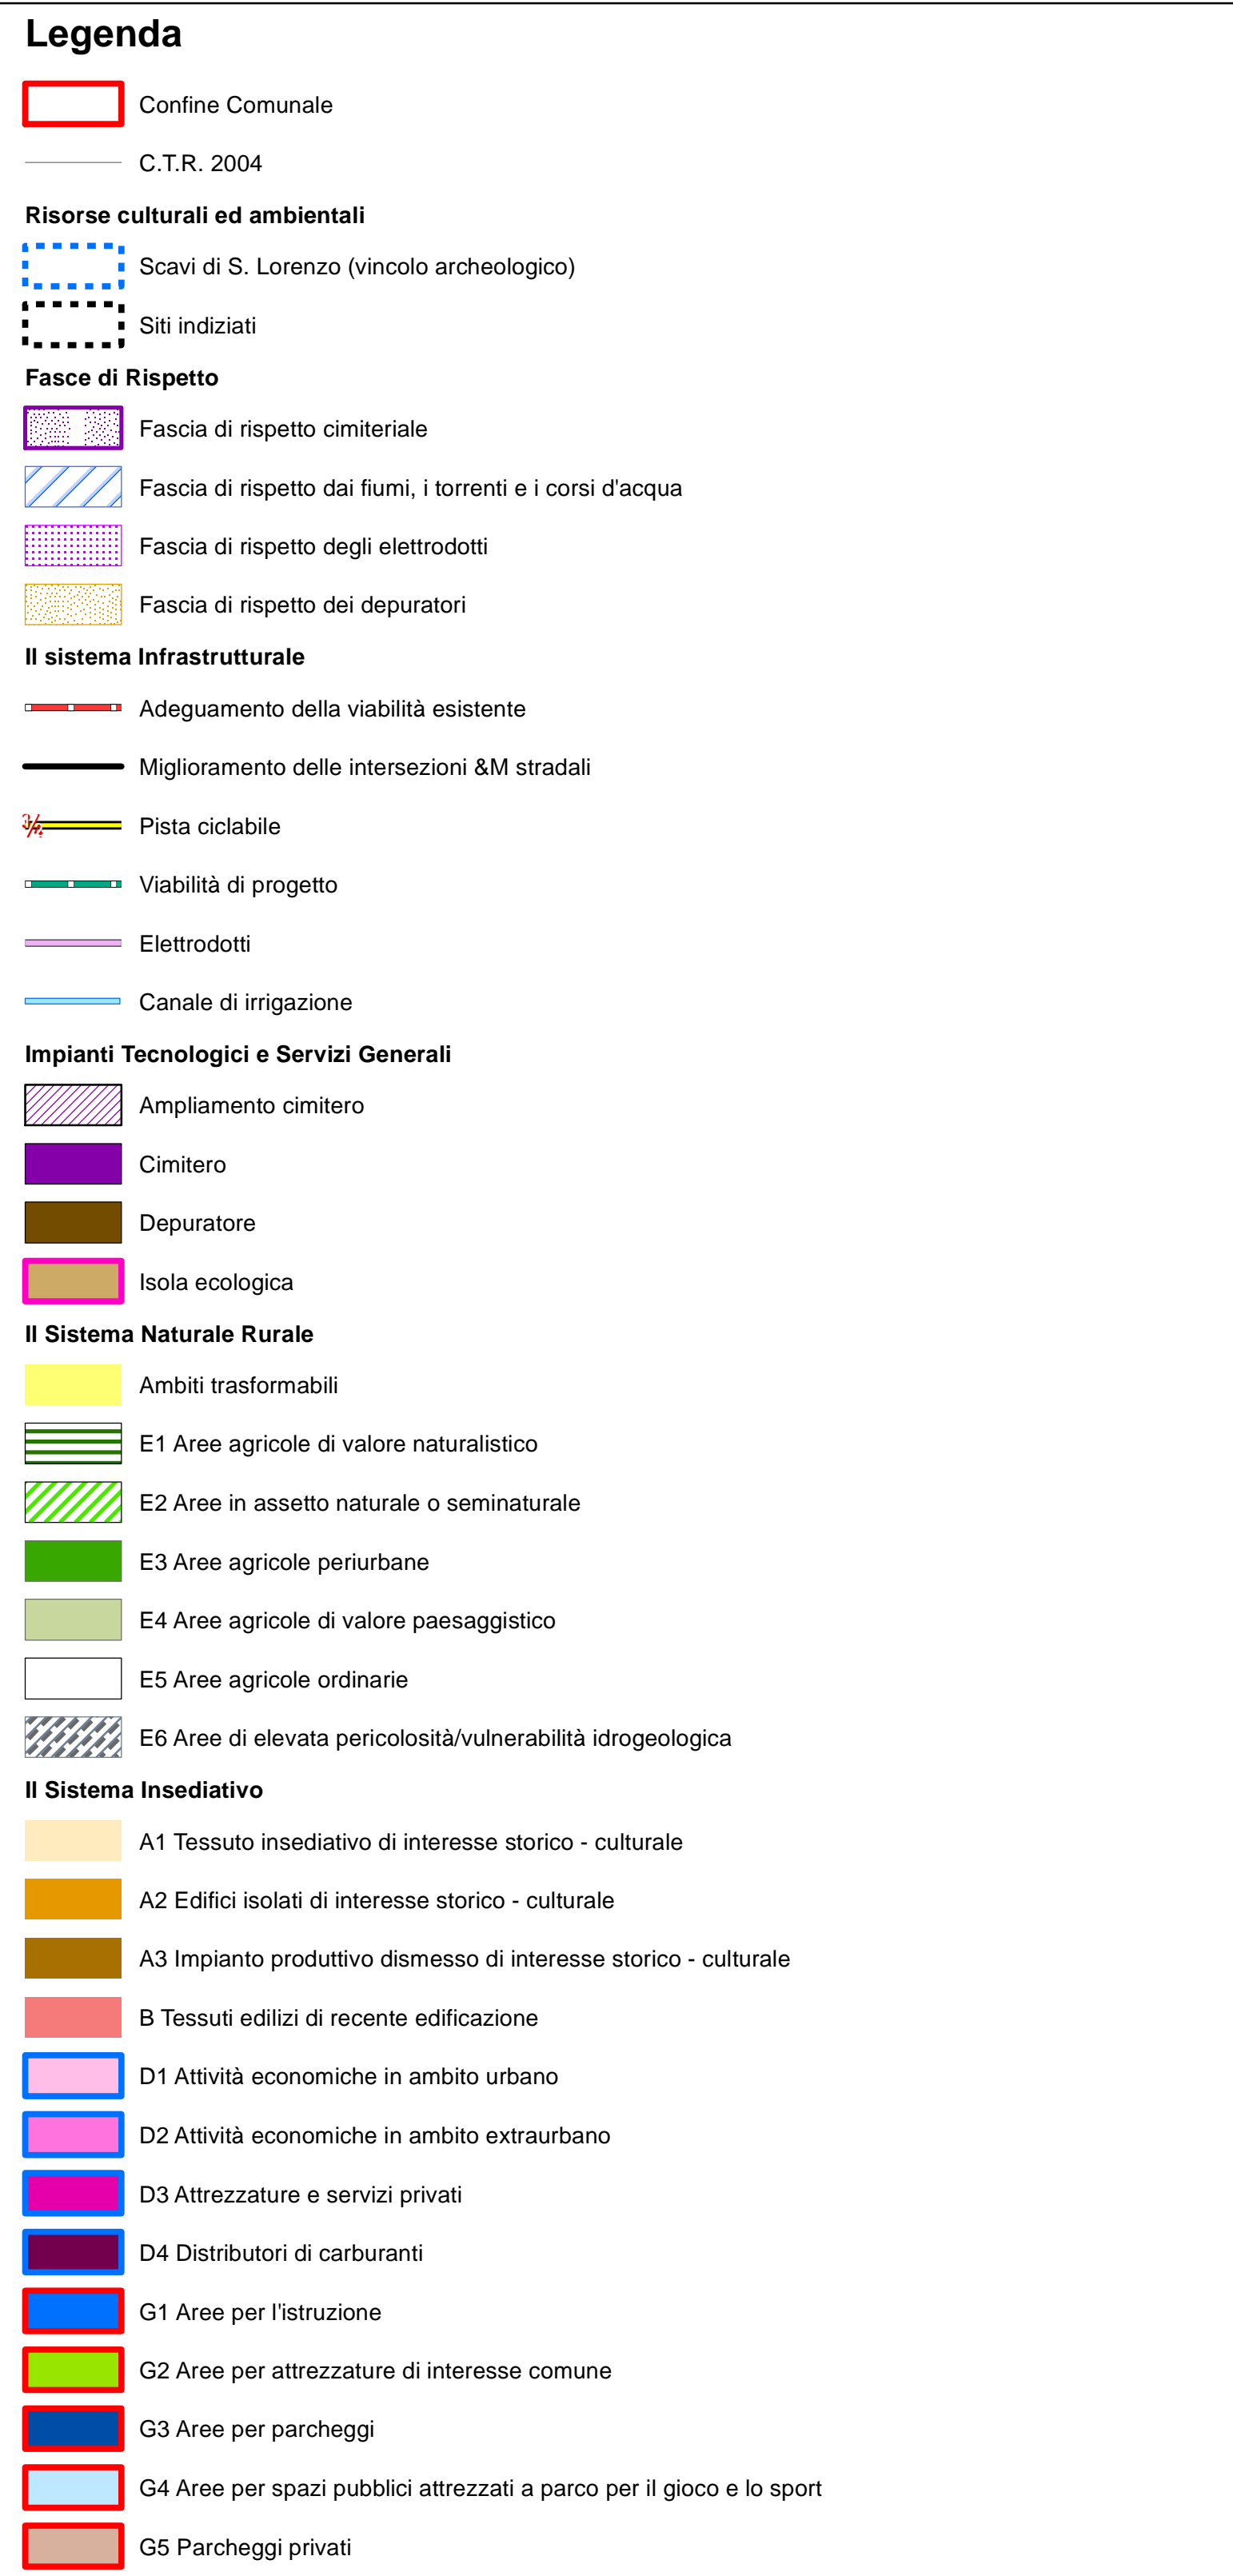 Legenda
Confine Comunale
C.T.R. 2004
Risorse culturali ed ambientali
Scavi di S. Lorenzo (vincolo archeologico)
Siti indiziati
Fasce di Rispetto
Fascia di rispetto cimiteriale
Fascia di rispetto dai fiumi, i torrenti e i corsi d'acqua
Fascia di rispetto degli elettrodotti
Fascia di rispetto dei depuratori
Il sistema Infrastrutturale
Adeguamento della viabilità esistente
Miglioramento delle intersezioni &M stradali
¾ Pista ciclabile
Viabilità di progetto
Elettrodotti
Canale di irrigazione
Impianti Tecnologici e Servizi Generali
Ampliamento cimitero
Cimitero
Depuratore
Isola ecologica
Il Sistema Naturale Rurale
Ambiti trasformabili
E1 Aree agricole di valore naturalistico
E2 Aree in assetto naturale o seminaturale
E3 Aree agricole periurbane
E4 Aree agricole di valore paesaggistico
E5 Aree agricole ordinarie
E6 Aree di elevata pericolosità/vulnerabilità idrogeologica
Il Sistema Insediativo
A1 Tessuto insediativo di interesse storico - culturale
A2 Edifici isolati di interesse storico - culturale
A3 Impianto produttivo dismesso di interesse storico - culturale
B Tessuti edilizi di recente edificazione
D1 Attività economiche in ambito urbano
D2 Attività economiche in ambito extraurbano
D3 Attrezzature e servizi privati
D4 Distributori di carburanti
G1 Aree per l'istruzione
G2 Aree per attrezzature di interesse comune
G3 Aree per parcheggi
G4 Aree per spazi pubblici attrezzati a parco per il gioco e lo sport
G5 Parcheggi privati